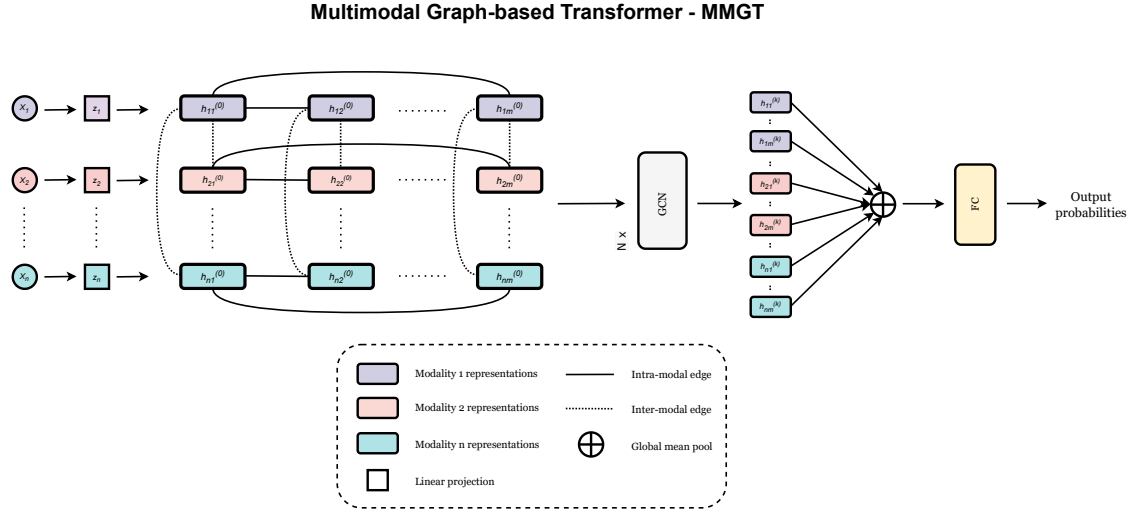 Multimodal Graph-based Transformer - MMGT
X₁ z₁ h₁₁⁽⁰⁾ h₁₂⁽⁰⁾ ........ h₁ₘ⁽⁰⁾
X₂ z₂ h₂₁⁽⁰⁾ h₂₂⁽⁰⁾ ........ h₂ₘ⁽⁰⁾
Xₙ zₙ hₙ₁⁽⁰⁾ hₙ₂⁽⁰⁾ ........ hₙₘ⁽⁰⁾
N x
GCN
h₁₁⁽ᵏ⁾
:
h₁ₘ⁽ᵏ⁾
:
h₂₁⁽ᵏ⁾
:
h₂ₘ⁽ᵏ⁾
:
hₙ₁⁽ᵏ⁾
:
hₙₘ⁽ᵏ⁾
FC
Output
probabilities
Modality 1 representations
Modality 2 representations
Modality n representations
Linear projection
Intra-modal edge
Inter-modal edge
Global mean pool